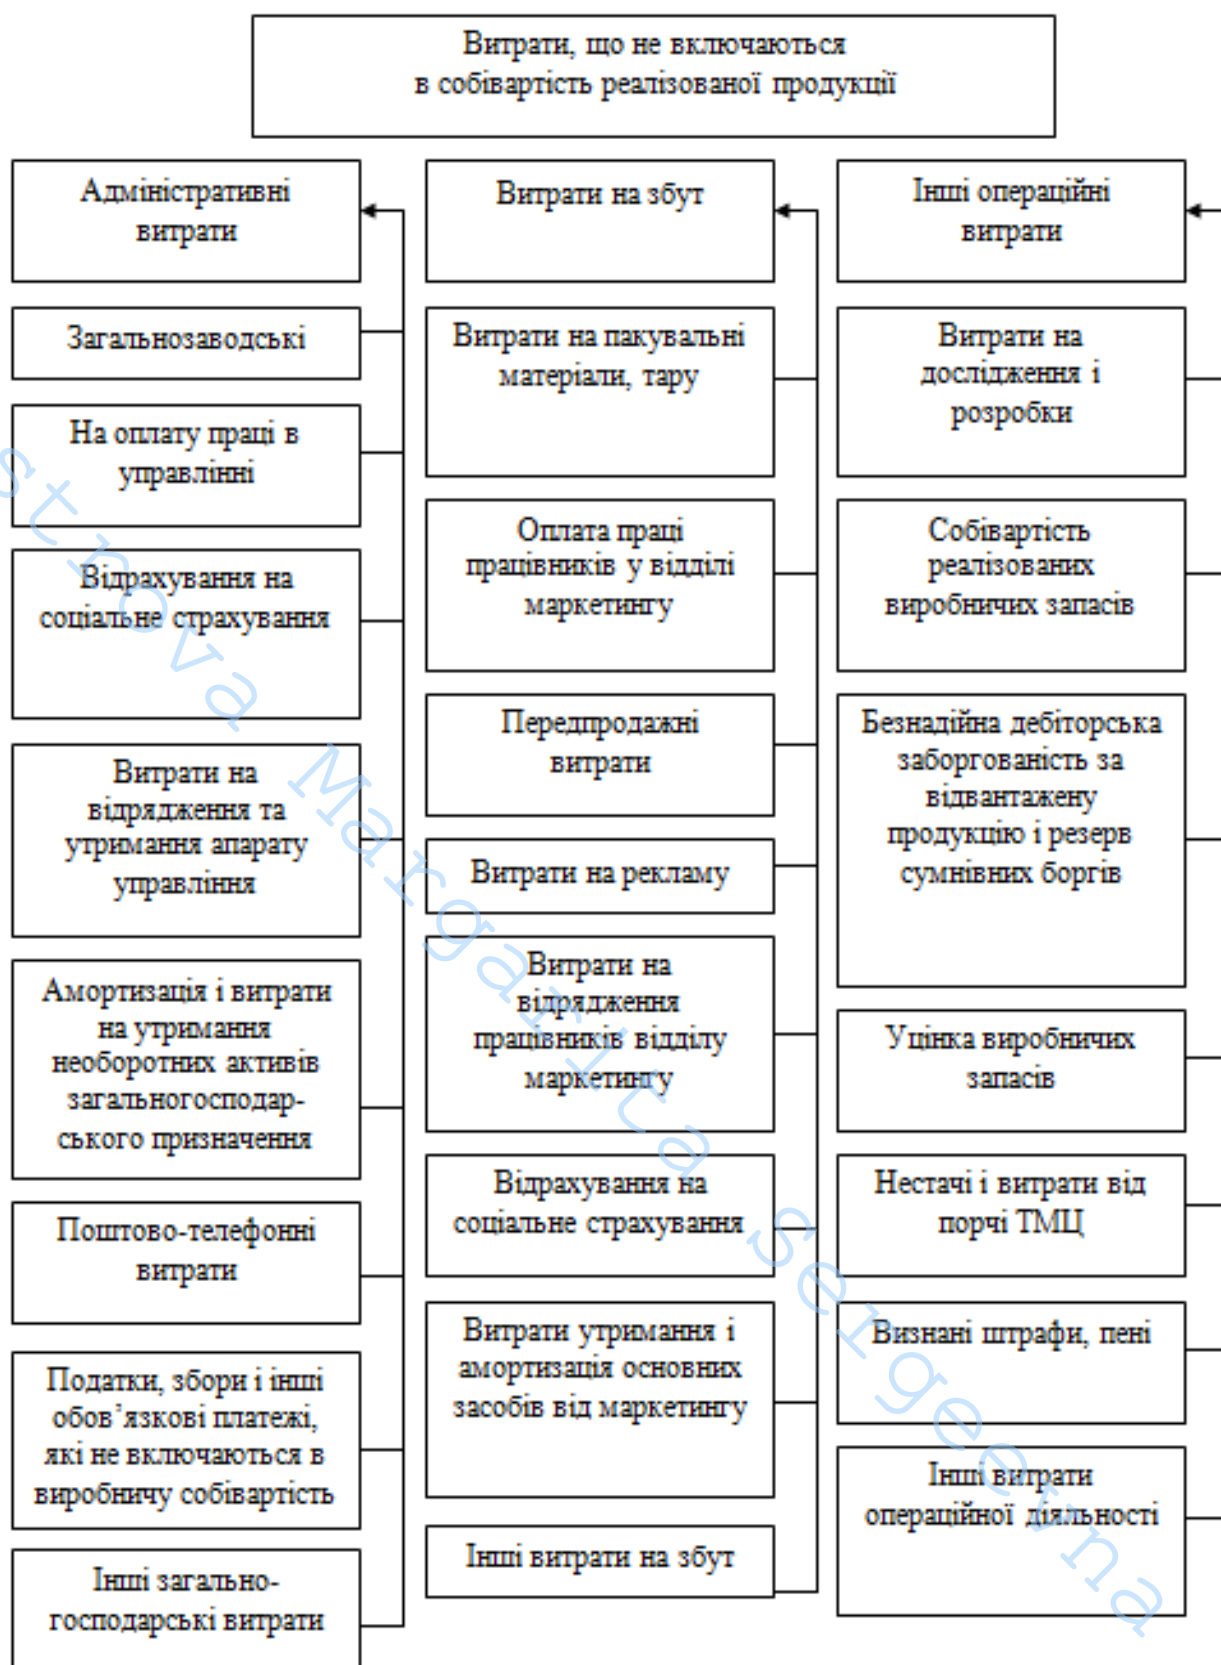 Витрати, що не включаються
в собівартість реалізованої продукції
Адміністративні
витрати
Загальнозаводські
На оплату праці в
управлінні
Відрахування на
соціальне страхування
Витрати на
відрядження та
утримання апарату
управління
Амортизація і витрати
на утримання
необоротних активів
загальногосподар-
ського призначення
Поштово-телефонні
витрати
Податки, збори і інші
обов’язкові платежі,
які не включаються в
виробничу собівартість
Інші загально-
господарські витрати
Витрати на збут
Витрати на пакувальні
матеріали, тару
Оплата праці
працівників у відділі
маркетингу
Передпродажні
витрати
Витрати на рекламу
Витрати на
відрядження
працівників відділу
маркетингу
Відрахування на
соціальне страхування
Витрати утримання і
амортизація основних
засобів від маркетингу
Інші витрати на збут
Інші операційні
витрати
Витрати на
дослідження і
розробки
Собівартість
реалізованих
виробничих запасів
Безнадійна дебіторська
заборгованість за
відвантажену
продукцію і резерв
сумнівних боргів
Уцінка виробничих
запасів
Нестачі і витрати від
порчі ТМЦ
Визнані штрафи, пені
Інші витрати
операційної діяльності
strova Margarita Sergeevna